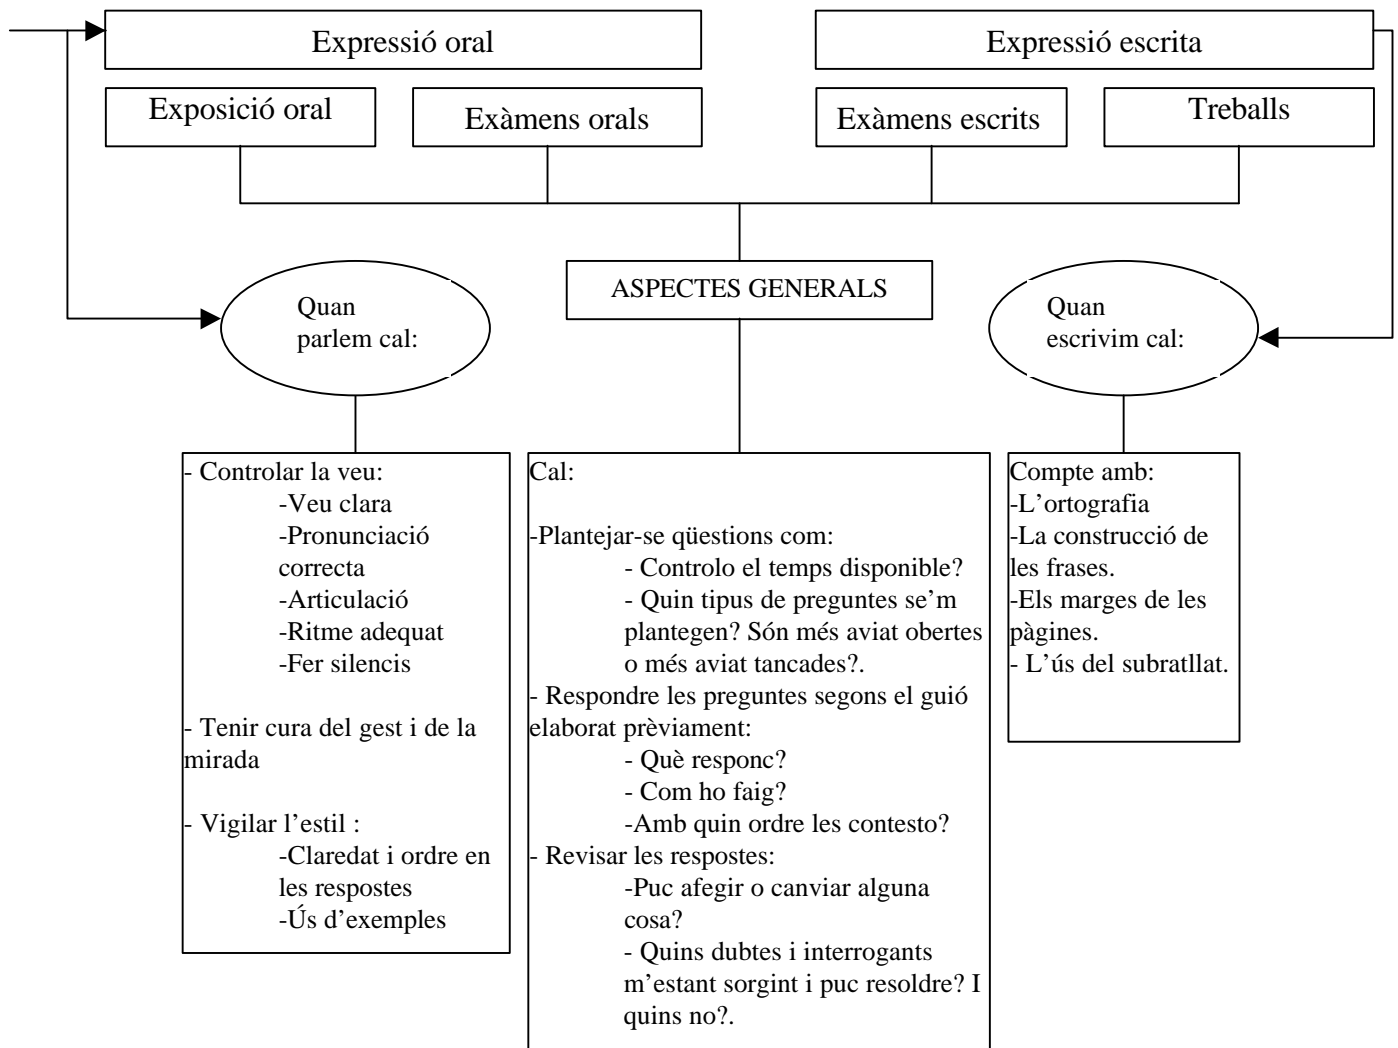 Expressió oral
Expressió escrita
Exposició oral
Exàmens orals
Exàmens escrits
Treballs
ASPECTES GENERALS
Quan
parlem cal:
Quan
escrivim cal:
- Controlar la veu:
-Veu clara
-Pronunciació
correcta
-Articulació
-Ritme adequat
-Fer silencis
- Tenir cura del gest i de la
mirada
- Vigilar l’estil :
-Claredat i ordre en
les respostes
-Ús d’exemples
Cal:
-Plantejar-se qüestions com:
- Controlo el temps disponible?
- Quin tipus de preguntes se’m
plantegen? Són més aviat obertes
o més aviat tancades?.
- Respondre les preguntes segons el guió
elaborat prèviament:
- Què responc?
- Com ho faig?
-Amb quin ordre les contesto?
- Revisar les respostes:
-Puc afegir o canviar alguna
cosa?
- Quins dubtes i interrogants
m’estant sorgint i puc resoldre? I
quins no?.
Compte amb:
-L’ortografia
-La construcció de
les frases.
-Els marges de les
pàgines.
- L’ús del subratllat.